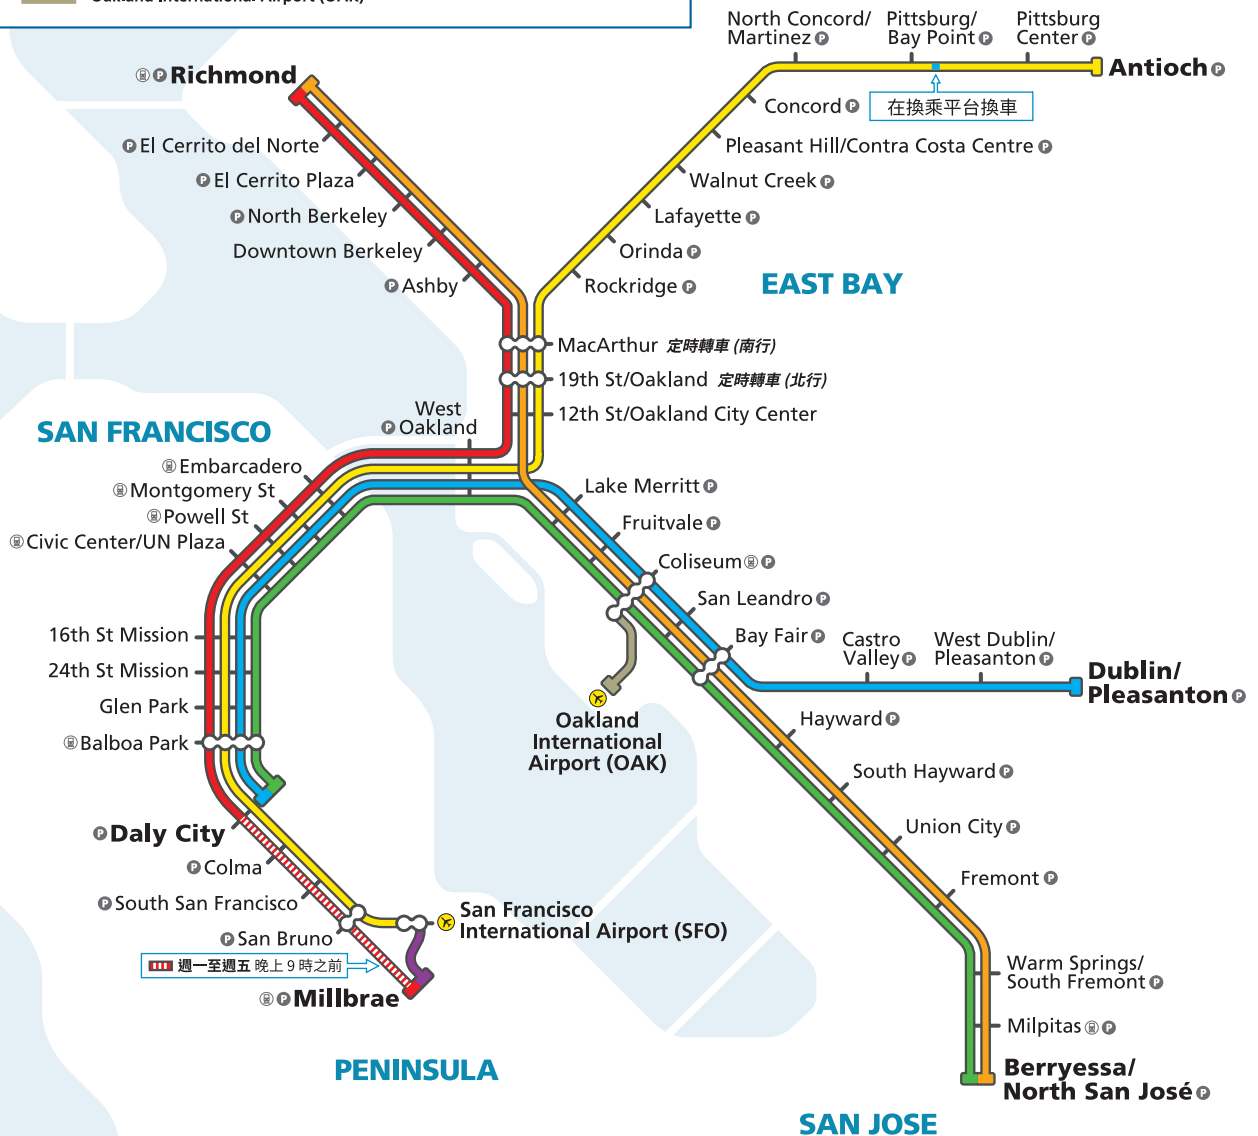 Oakland International Airport (OAK)
North Concord/
Martinez P
Pittsburg/
Bay Point P
Pittsburg
Center P
Antioch P
在換乘平台換車
Concord P
Pleasant Hill/Contra Costa Centre P
Walnut Creek P
Lafayette P
Orinda P
Rockridge P
EAST BAY
P Richmond
P El Cerrito del Norte
P El Cerrito Plaza
P North Berkeley
Downtown Berkeley
P Ashby
MacArthur 定時轉車 (南行)
19th St/Oakland 定時轉車 (北行)
12th St/Oakland City Center
West
P Oakland
SAN FRANCISCO
Embarcadero
Montgomery St
Powell St
Civic Center/UN Plaza
16th St Mission
24th St Mission
Glen Park
Balboa Park
P Daly City
P Colma
P South San Francisco
P San Bruno
週一至週五 晚上 9 時之前
P Millbrae
San Francisco
International Airport (SFO)
PENINSULA
Lake Merritt P
Fruitvale P
Coliseum P
San Leandro P
Bay Fair P
Castro
Valley P
West Dublin/
Pleasanton P
Dublin/
Pleasanton P
Oakland
International
Airport (OAK)
Hayward P
South Hayward P
Union City P
Fremont P
Warm Springs/
South Fremont P
Milpitas P
Berryessa/
North San José P
SAN JOSE